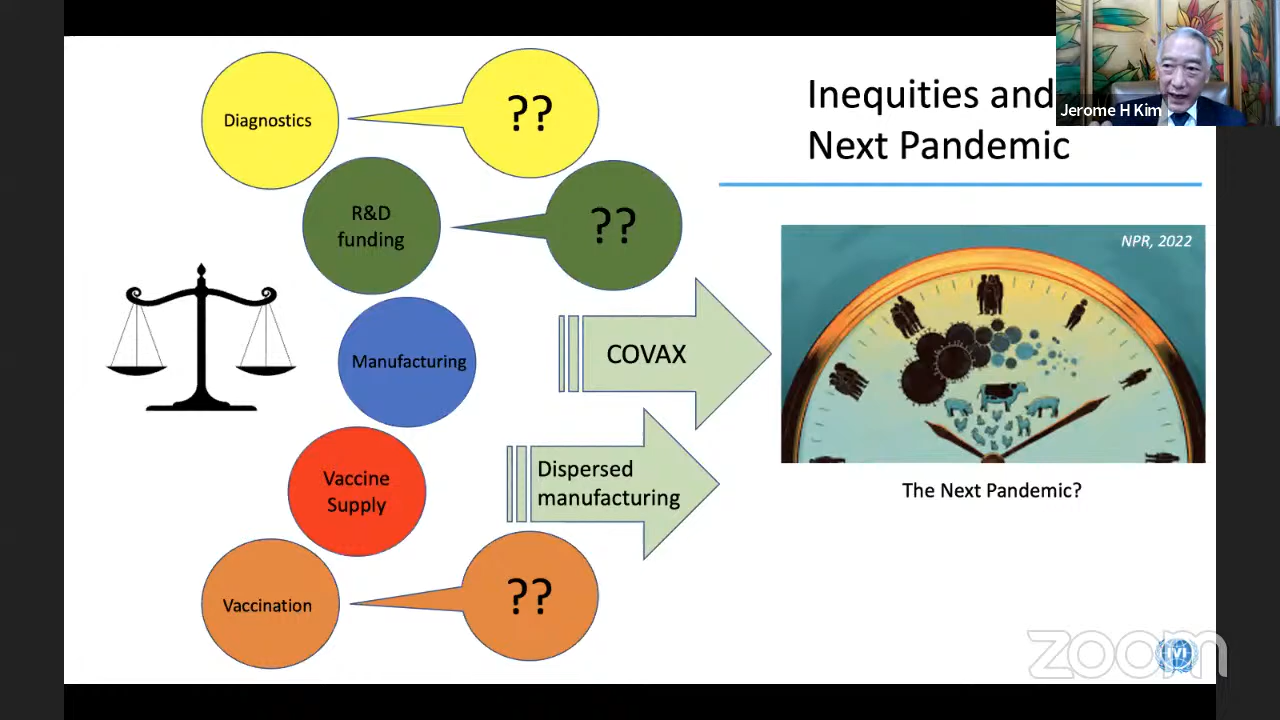 Inequities and
Next Pandemic
Jerome H Kim
Diagnostics
??
R&D
funding
??
Manufacturing
COVAX
Vaccine
Supply
Dispersed
manufacturing
Vaccination
??
NPR, 2022
The Next Pandemic?
zoom
IVI